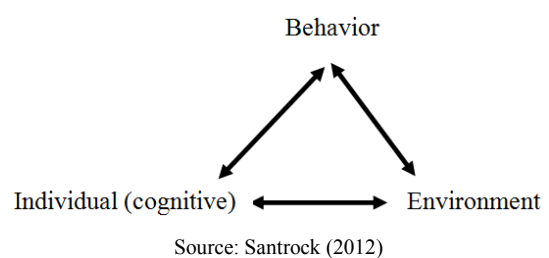 Behavior
Individual (cognitive)
Environment
Source: Santrock (2012)